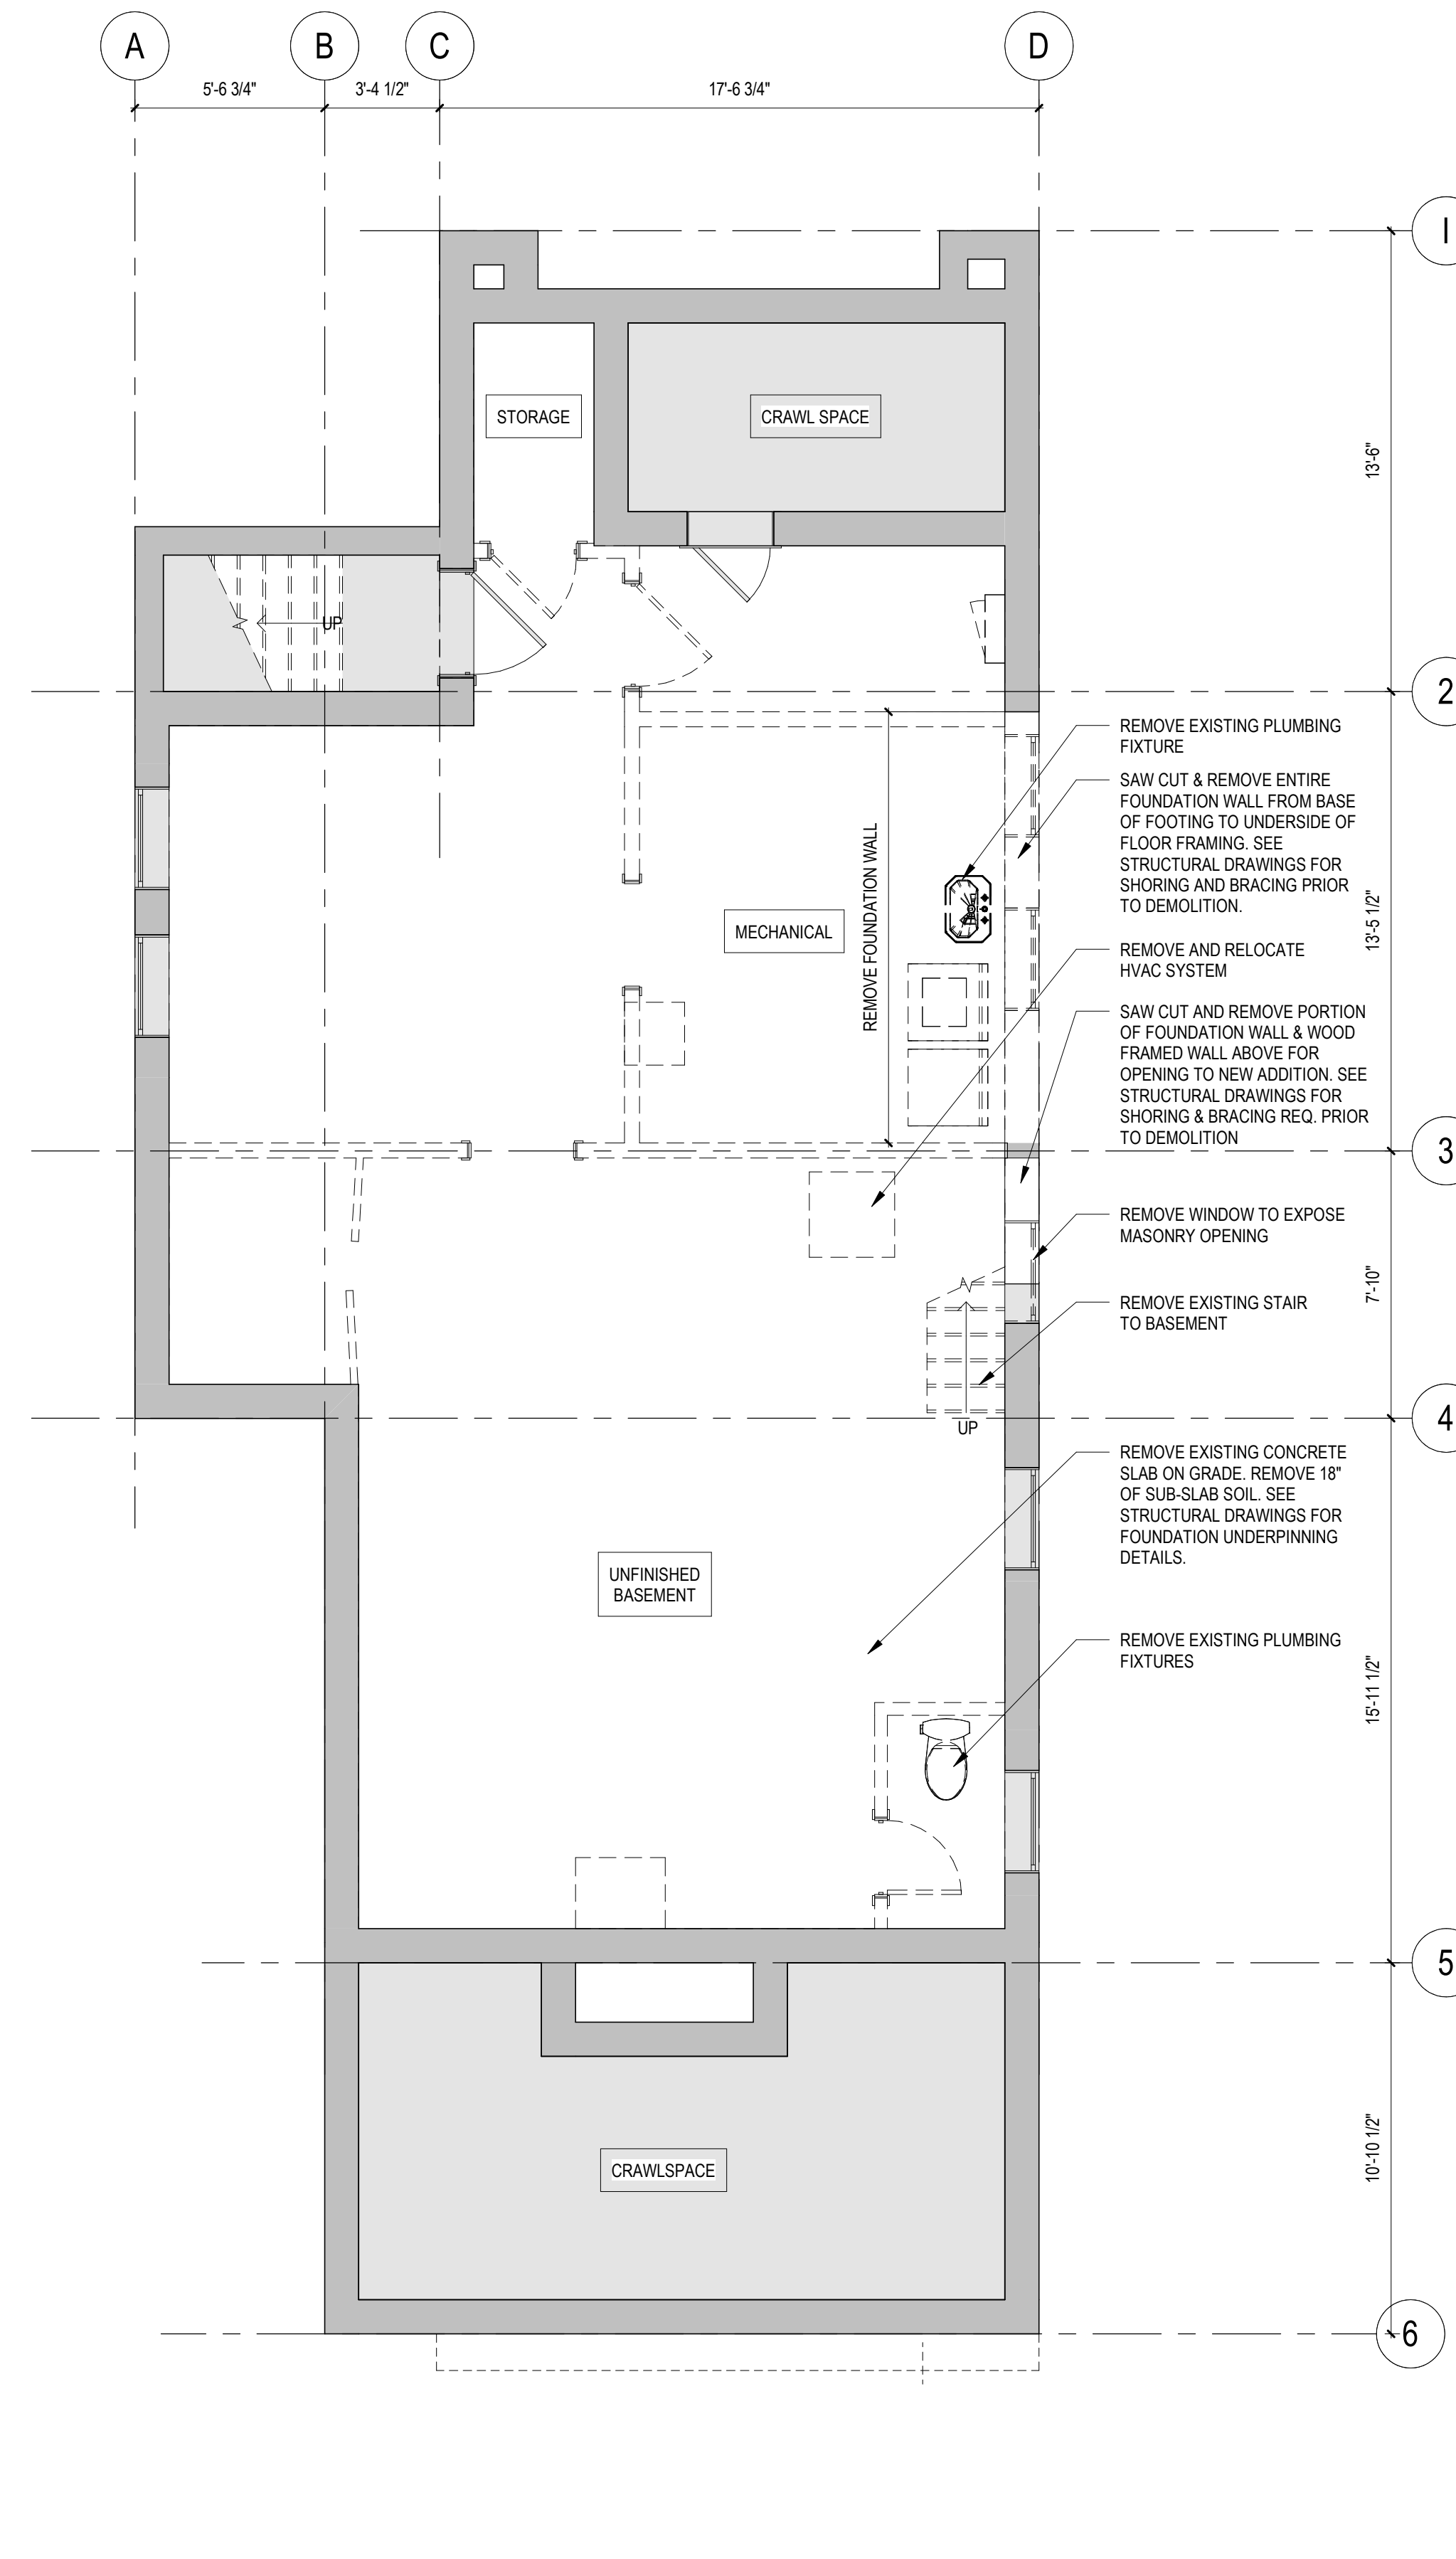 A
B
C
D
5'-6 3/4"
3'-4 1/2"
17'-6 3/4"
I
STORAGE
CRAWL SPACE
13'-6"
UP
2
REMOVE EXISTING PLUMBING
FIXTURE
SAW CUT & REMOVE ENTIRE
FOUNDATION WALL FROM BASE
OF FOOTING TO UNDERSIDE OF
FLOOR FRAMING. SEE
STRUCTURAL DRAWINGS FOR
SHORING AND BRACING PRIOR
TO DEMOLITION.
REMOVE FOUNDATION WALL
MECHANICAL
13'-5 1/2"
REMOVE AND RELOCATE
HVAC SYSTEM
SAW CUT AND REMOVE PORTION
OF FOUNDATION WALL & WOOD
FRAMED WALL ABOVE FOR
OPENING TO NEW ADDITION. SEE
STRUCTURAL DRAWINGS FOR
SHORING & BRACING REQ. PRIOR
TO DEMOLITION
3
REMOVE WINDOW TO EXPOSE
MASONRY OPENING
7'-10"
REMOVE EXISTING STAIR
TO BASEMENT
4
UP
REMOVE EXISTING CONCRETE
SLAB ON GRADE. REMOVE 18"
OF SUB-SLAB SOIL. SEE
STRUCTURAL DRAWINGS FOR
FOUNDATION UNDERPINNING
DETAILS.
UNFINISHED
BASEMENT
REMOVE EXISTING PLUMBING
FIXTURES
15'-11 1/2"
5
CRAWLSPACE
10'-10 1/2"
6